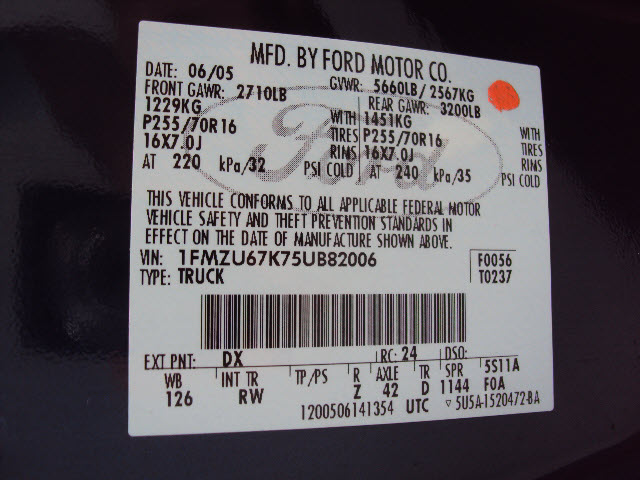 MFD. BY FORD MOTOR CO.
DATE: 06/05 GVWR: 5660LB/2567KG
FRONT GAWR: 2710LB REAR GAWR: 3200LB
1229KG WITH 1451KG WITH
P255/70R16 TIRES P255/70R16 TIRES
16X7.0J RIMS 16X7.0J RIMS
AT 220 kPa/32 PSI COLD AT 240 kPa/35 PSI COLD
Ford
THIS VEHICLE CONFORMS TO ALL APPLICABLE FEDERAL MOTOR
VEHICLE SAFETY AND THEFT PREVENTION STANDARDS IN
EFFECT ON THE DATE OF MANUFACTURE SHOWN ABOVE.
VIN: 1FMZU67K75UB82006 F0056
TYPE: TRUCK T0237
EXT PNT: DX RC: 24 DSO:
WB INT TR TP/PS R AXLE TR SPR 5S11A
126 RW Z 42 D 1144 F0A
1200506141354 UTC ▽ 5U5A-1520472-BA